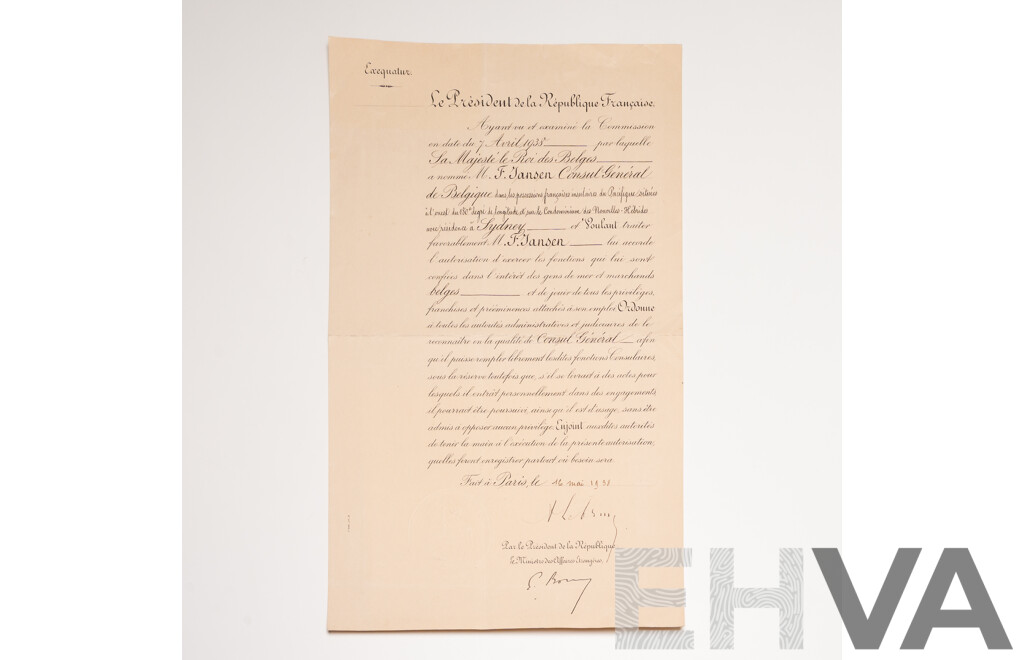 Exequatur.
Le Président de la République Française.
Ayant vu et examiné la Commission
en date du 7 Avril 1938 par laquelle
Sa Majesté le Roi des Belges
a nommé M. F. Jansen Consul Général
de Belgique dans les possessions françaises insulaires du Pacifique situées
à l'ouest du 130e degré de longitude et sur le Condominium des Nouvelles-Hébrides
avec résidence à Sydney, et Voulant traiter
favorablement M. F. Jansen lui accorde
l'autorisation d'exercer les fonctions qui lui sont
confiées dans l'intérêt des gens de mer et marchands
belges et de jouir de tous les privilèges,
franchises et prééminences attachés à son emploi Ordonne
à toutes les autorités administratives et judiciaires de le
reconnaître en la qualité de Consul Général afin
qu'il puisse remplir librement lesdites fonctions Consulaires,
sous la réserve toutefois que, s'il se livrait à des actes pour
lesquels il entrât personnellement dans des engagements
il pourrait être poursuivi, ainsi qu'il est d'usage, sans être
admis à opposer aucun privilège. Enjoint auxdites autorités
de tenir la main à l'exécution de la présente autorisation,
qu'elles feront enregistrer partout où besoin sera
Fait à Paris, le 16 mai 1938
A Lebrun
Par le Président de la République,
le Ministre des Affaires étrangères,
EHVA